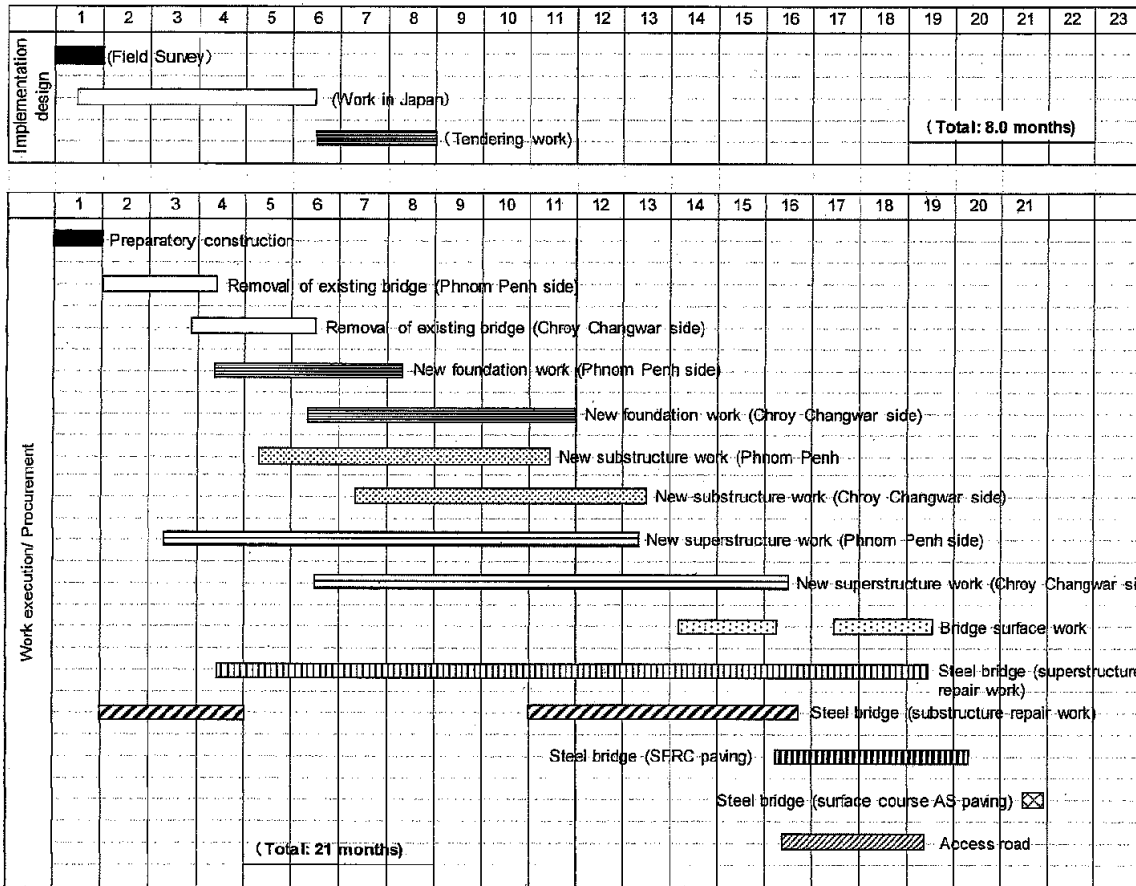 1 2 3 4 5 6 7 8 9 10 11 12 13 14 15 16 17 18 19 20 21 22 23
Implementation
design
(Field Survey)
(Work in Japan)
(Tendering work)
(Total: 8.0 months)
1 2 3 4 5 6 7 8 9 10 11 12 13 14 15 16 17 18 19 20 21
Work execution/ Procurement
Preparatory construction
Removal of existing bridge (Phnom Penh side)
Removal of existing bridge (Chroy Changwar side)
New foundation work (Phnom Penh side)
New foundation work (Chroy Changwar side)
New substructure work (Phnom Penh
New substructure work (Chroy Changwar side)
New superstructure work (Phnom Penh side)
New superstructure work (Chroy Changwar si
Bridge surface work
Steel bridge (superstructure
repair work)
Steel bridge (substructure repair work)
Steel bridge (SFRC paving)
Steel bridge (surface course AS paving)
Access road
(Total: 21 months)